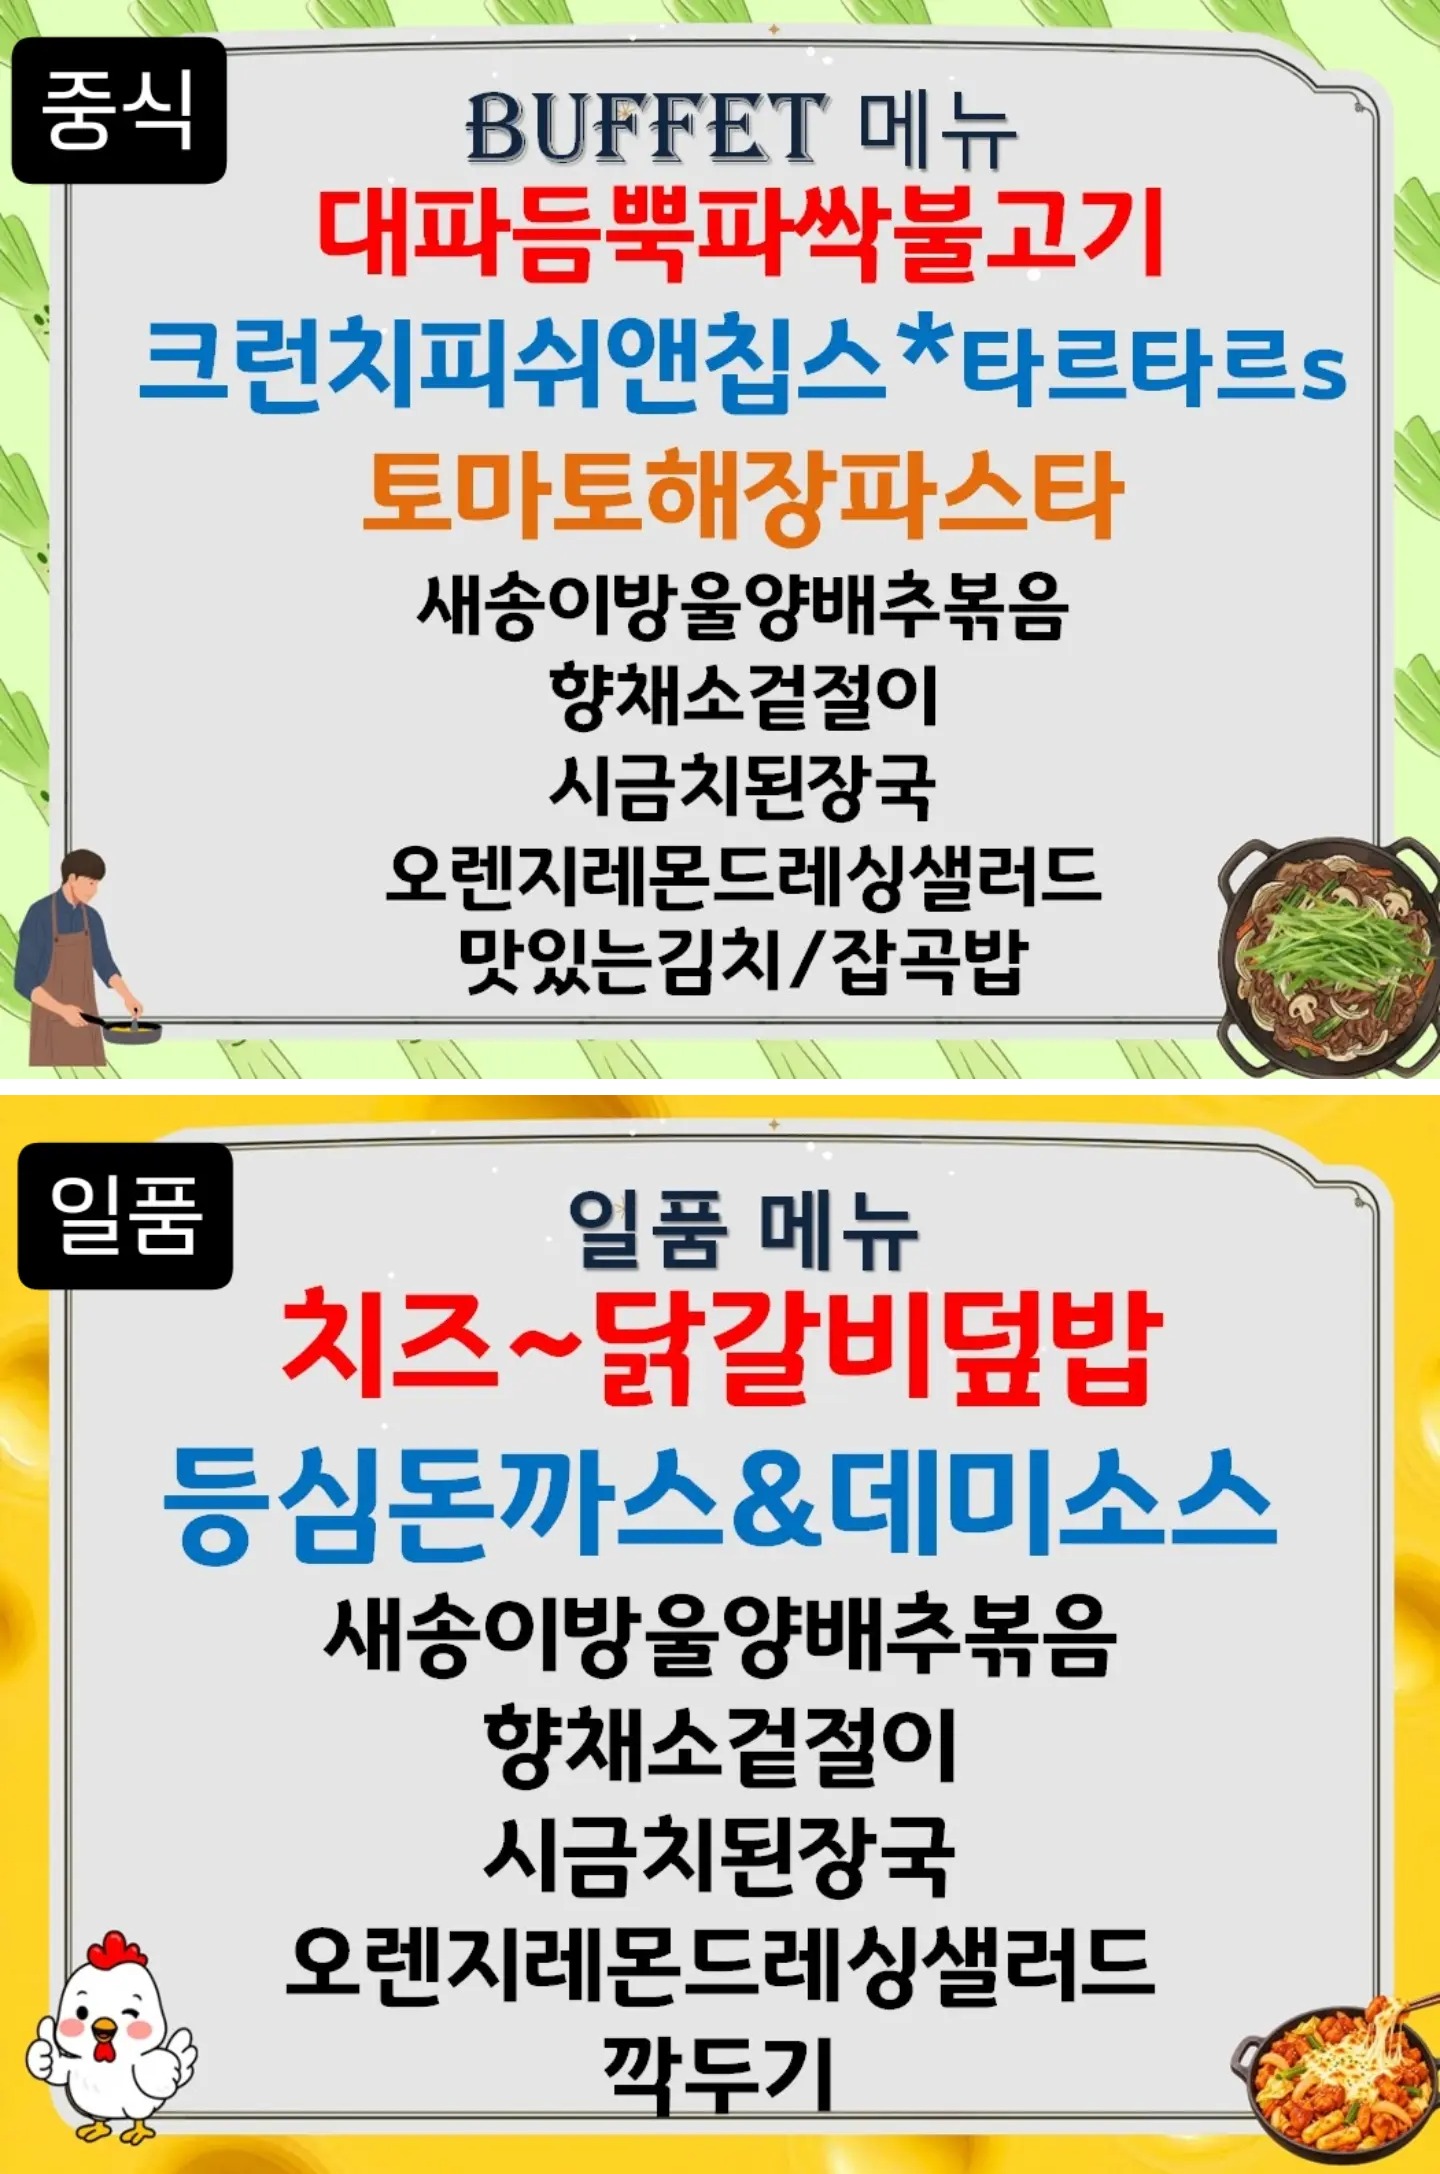 중식
BUFFET 메뉴
대파듬뿍파싹불고기
크런치피쉬앤칩스*타르타르s
토마토해장파스타
새송이방울양배추볶음
향채소겉절이
시금치된장국
오렌지레몬드레싱샐러드
맛있는김치/잡곡밥
일품
일품 메뉴
치즈~닭갈비덮밥
등심돈까스&데미소스
새송이방울양배추볶음
향채소겉절이
시금치된장국
오렌지레몬드레싱샐러드
깍두기